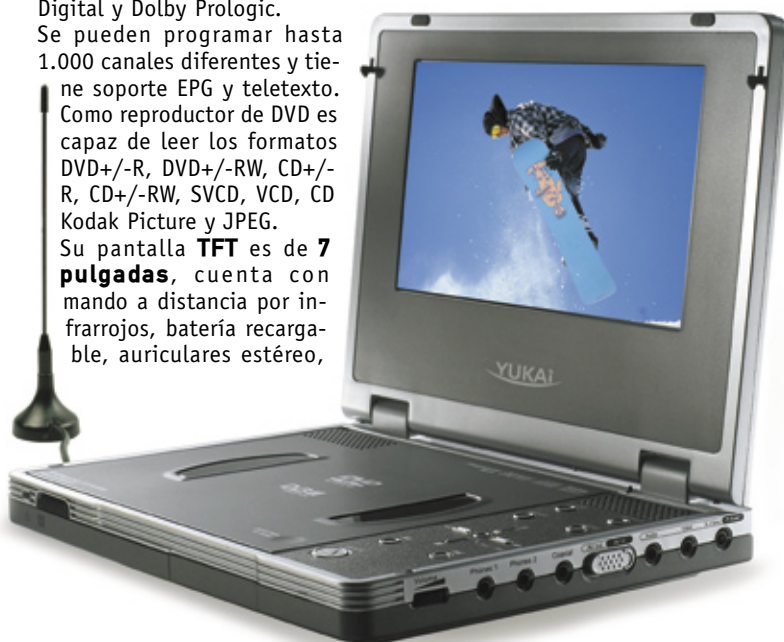 Digital y Dolby Prologic.
Se pueden programar hasta
1.000 canales diferentes y tie-
ne soporte EPG y teletexto.
Como reproductor de DVD es
capaz de leer los formatos
DVD+/-R, DVD+/-RW, CD+/-
R, CD+/-RW, SVCD, VCD, CD
Kodak Picture y JPEG.
Su pantalla TFT es de 7
pulgadas, cuenta con
mando a distancia por in-
frarrojos, batería recarga-
ble, auriculares estéreo,
YUKAi
Volume
Phones 1 Phones 2 Coaxial